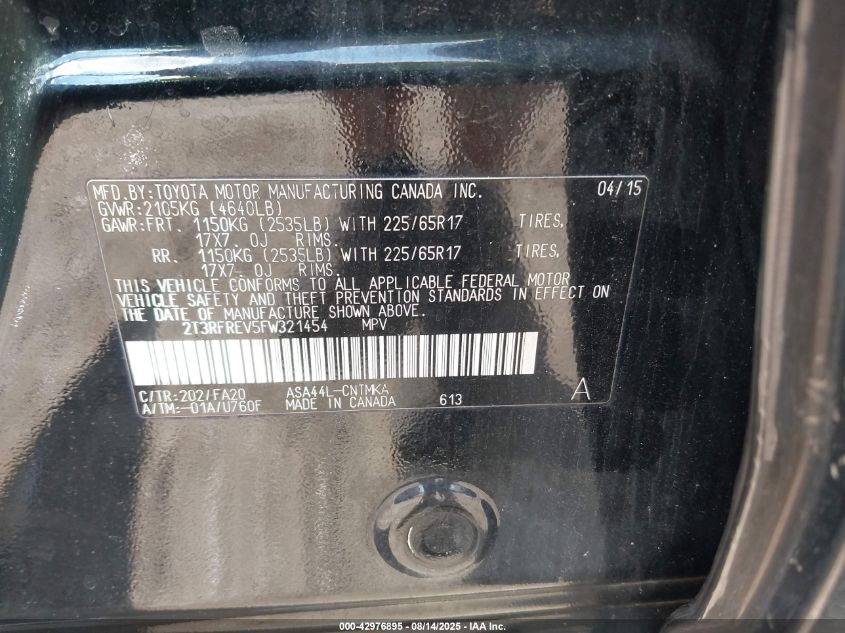 MFD.BY:TOYOTA MOTOR MANUFACTURING CANADA INC. 04/15
GVWR:2105KG (4640LB)
GAWR:FRT. 1150KG (2535LB) WITH 225/65R17 TIRES,
17X7.0J RIMS.
RR. 1150KG (2535LB) WITH 225/65R17 TIRES,
17X7.0J RIMS.
THIS VEHICLE CONFORMS TO ALL APPLICABLE FEDERAL MOTOR
VEHICLE SAFETY AND THEFT PREVENTION STANDARDS IN EFFECT ON
THE DATE OF MANUFACTURE SHOWN ABOVE.
2T3RFREV5FW321454 MPV
C/TR:202/FA20 ASA44L-CNTMKA
A/TM:-01A/U760F MADE IN CANADA 613 A
000-42976895 - 08/14/2025 - IAA Inc.